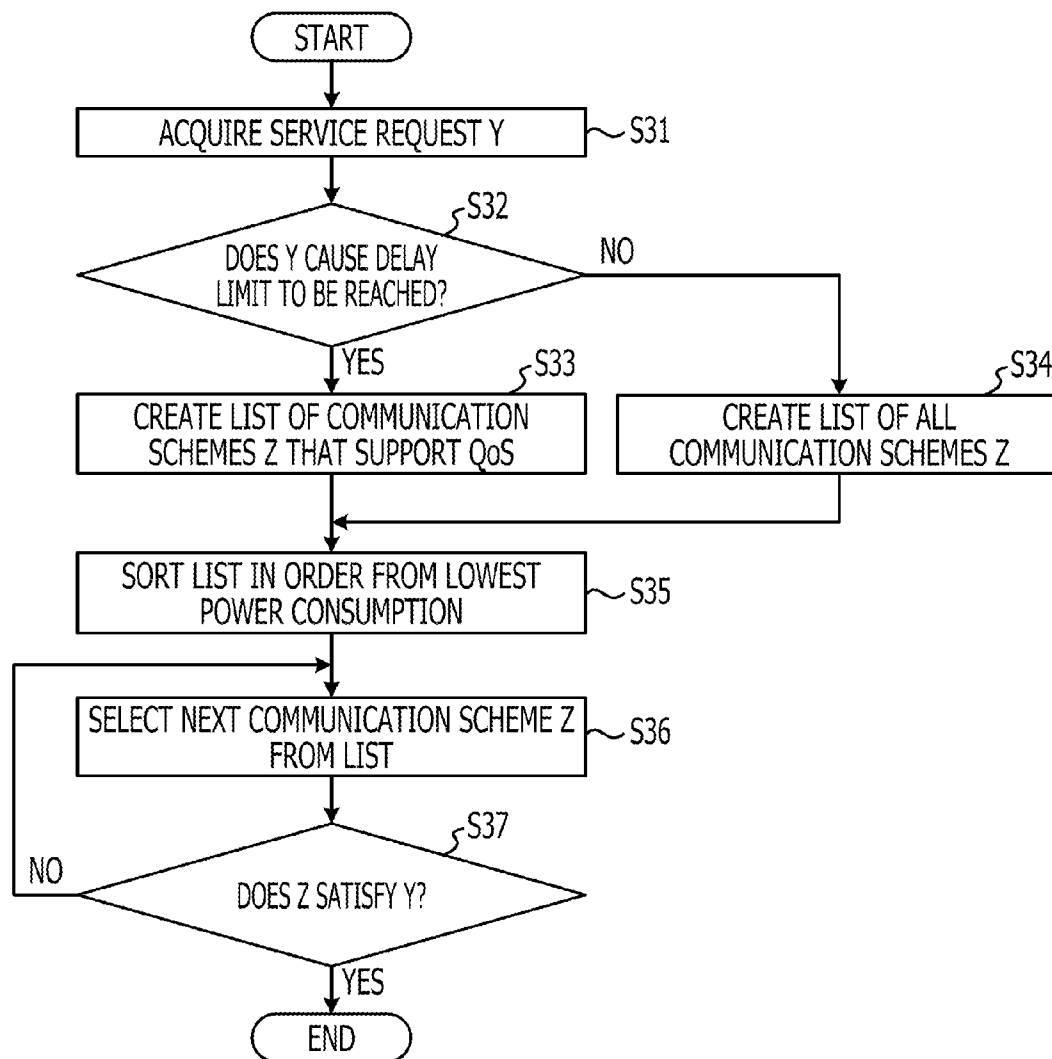 START
ACQUIRE SERVICE REQUEST Y
S31
S32
DOES Y CAUSE DELAY
LIMIT TO BE REACHED?
NO
YES
S33
CREATE LIST OF COMMUNICATION
SCHEMES Z THAT SUPPORT QoS
S34
CREATE LIST OF ALL
COMMUNICATION SCHEMES Z
SORT LIST IN ORDER FROM LOWEST
POWER CONSUMPTION
S35
SELECT NEXT COMMUNICATION SCHEME Z
FROM LIST
S36
S37
DOES Z SATISFY Y?
NO
YES
END